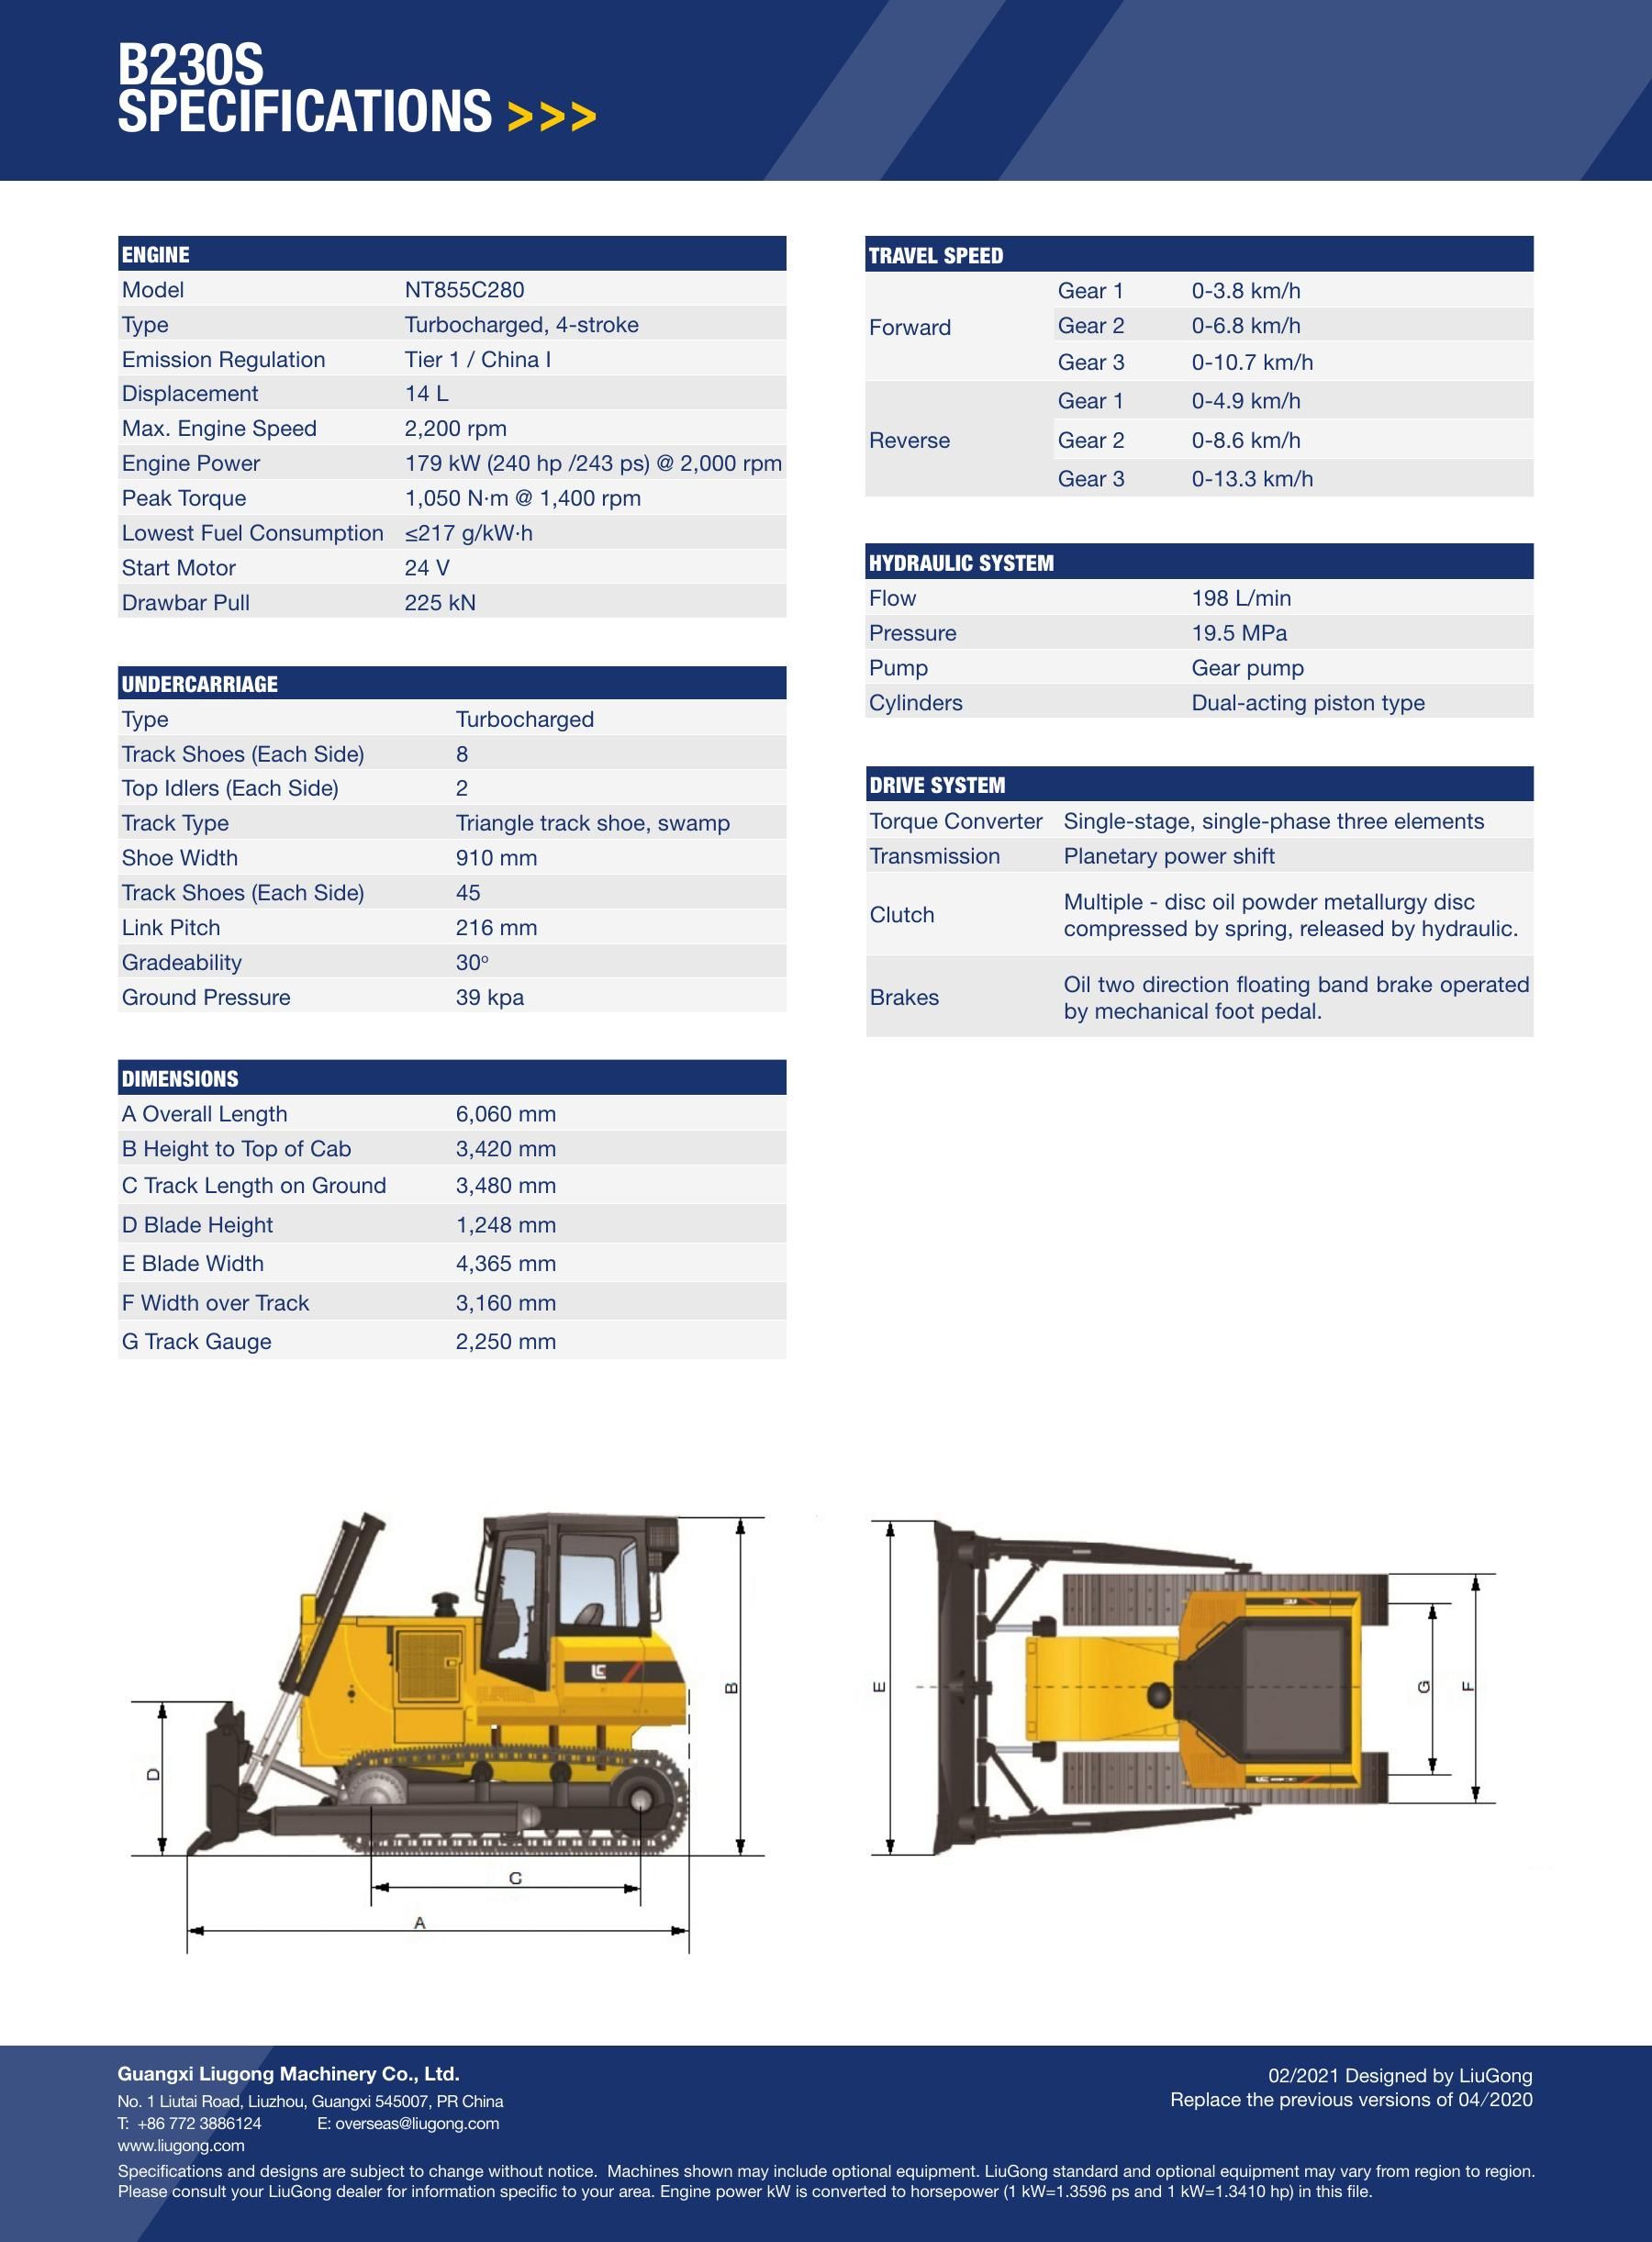 B230S
SPECIFICATIONS >>>
ENGINE
Model NT855C280
Type Turbocharged, 4-stroke
Emission Regulation Tier 1 / China I
Displacement 14 L
Max. Engine Speed 2,200 rpm
Engine Power 179 kW (240 hp /243 ps) @ 2,000 rpm
Peak Torque 1,050 N·m @ 1,400 rpm
Lowest Fuel Consumption ≤217 g/kW·h
Start Motor 24 V
Drawbar Pull 225 kN
UNDERCARRIAGE
Type Turbocharged
Track Shoes (Each Side) 8
Top Idlers (Each Side) 2
Track Type Triangle track shoe, swamp
Shoe Width 910 mm
Track Shoes (Each Side) 45
Link Pitch 216 mm
Gradeability 30°
Ground Pressure 39 kpa
DIMENSIONS
A Overall Length 6,060 mm
B Height to Top of Cab 3,420 mm
C Track Length on Ground 3,480 mm
D Blade Height 1,248 mm
E Blade Width 4,365 mm
F Width over Track 3,160 mm
G Track Gauge 2,250 mm
TRAVEL SPEED
Forward
Gear 1 0-3.8 km/h
Gear 2 0-6.8 km/h
Gear 3 0-10.7 km/h
Reverse
Gear 1 0-4.9 km/h
Gear 2 0-8.6 km/h
Gear 3 0-13.3 km/h
HYDRAULIC SYSTEM
Flow 198 L/min
Pressure 19.5 MPa
Pump Gear pump
Cylinders Dual-acting piston type
DRIVE SYSTEM
Torque Converter Single-stage, single-phase three elements
Transmission Planetary power shift
Clutch Multiple - disc oil powder metallurgy disc
compressed by spring, released by hydraulic.
Brakes Oil two direction floating band brake operated
by mechanical foot pedal.
D
B
C
A
E
G
F
Guangxi Liugong Machinery Co., Ltd.
No. 1 Liutai Road, Liuzhou, Guangxi 545007, PR China
T: +86 772 3886124 E: overseas@liugong.com
www.liugong.com
02/2021 Designed by LiuGong
Replace the previous versions of 04/2020
Specifications and designs are subject to change without notice. Machines shown may include optional equipment. LiuGong standard and optional equipment may vary from region to region.
Please consult your LiuGong dealer for information specific to your area. Engine power kW is converted to horsepower (1 kW=1.3596 ps and 1 kW=1.3410 hp) in this file.